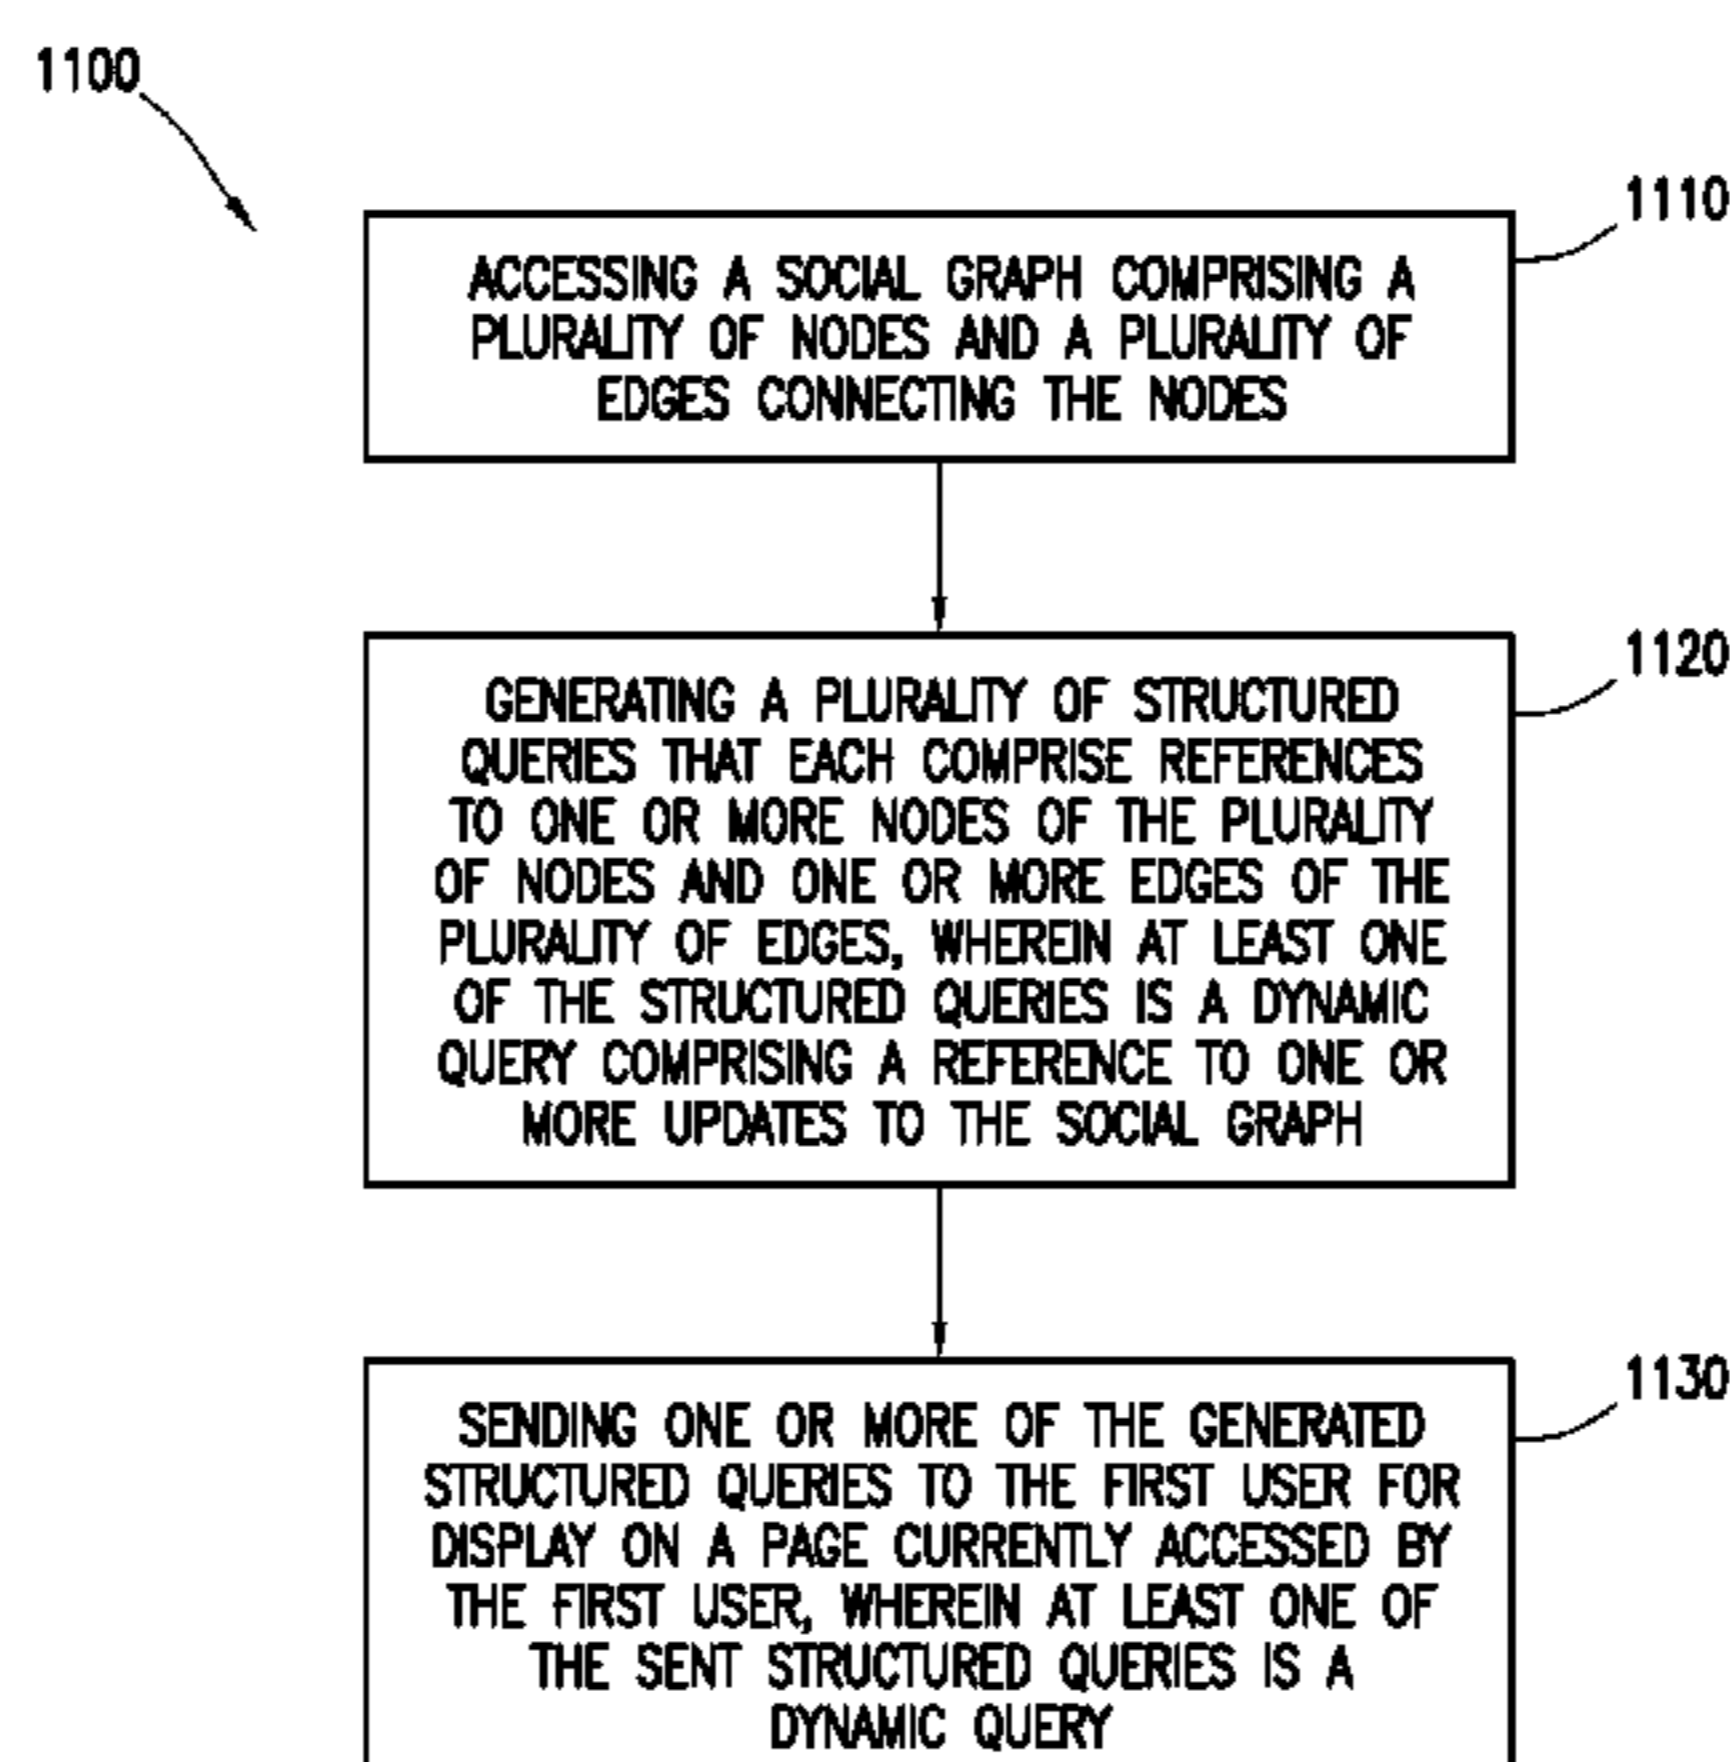 1100
1110
ACCESSING A SOCIAL GRAPH COMPRISING A
PLURALITY OF NODES AND A PLURALITY OF
EDGES CONNECTING THE NODES
1120
GENERATING A PLURALITY OF STRUCTURED
QUERIES THAT EACH COMPRISE REFERENCES
TO ONE OR MORE NODES OF THE PLURALITY
OF NODES AND ONE OR MORE EDGES OF THE
PLURALITY OF EDGES, WHEREIN AT LEAST ONE
OF THE STRUCTURED QUERIES IS A DYNAMIC
QUERY COMPRISING A REFERENCE TO ONE OR
MORE UPDATES TO THE SOCIAL GRAPH
1130
SENDING ONE OR MORE OF THE GENERATED
STRUCTURED QUERIES TO THE FIRST USER FOR
DISPLAY ON A PAGE CURRENTLY ACCESSED BY
THE FIRST USER, WHEREIN AT LEAST ONE OF
THE SENT STRUCTURED QUERIES IS A
DYNAMIC QUERY